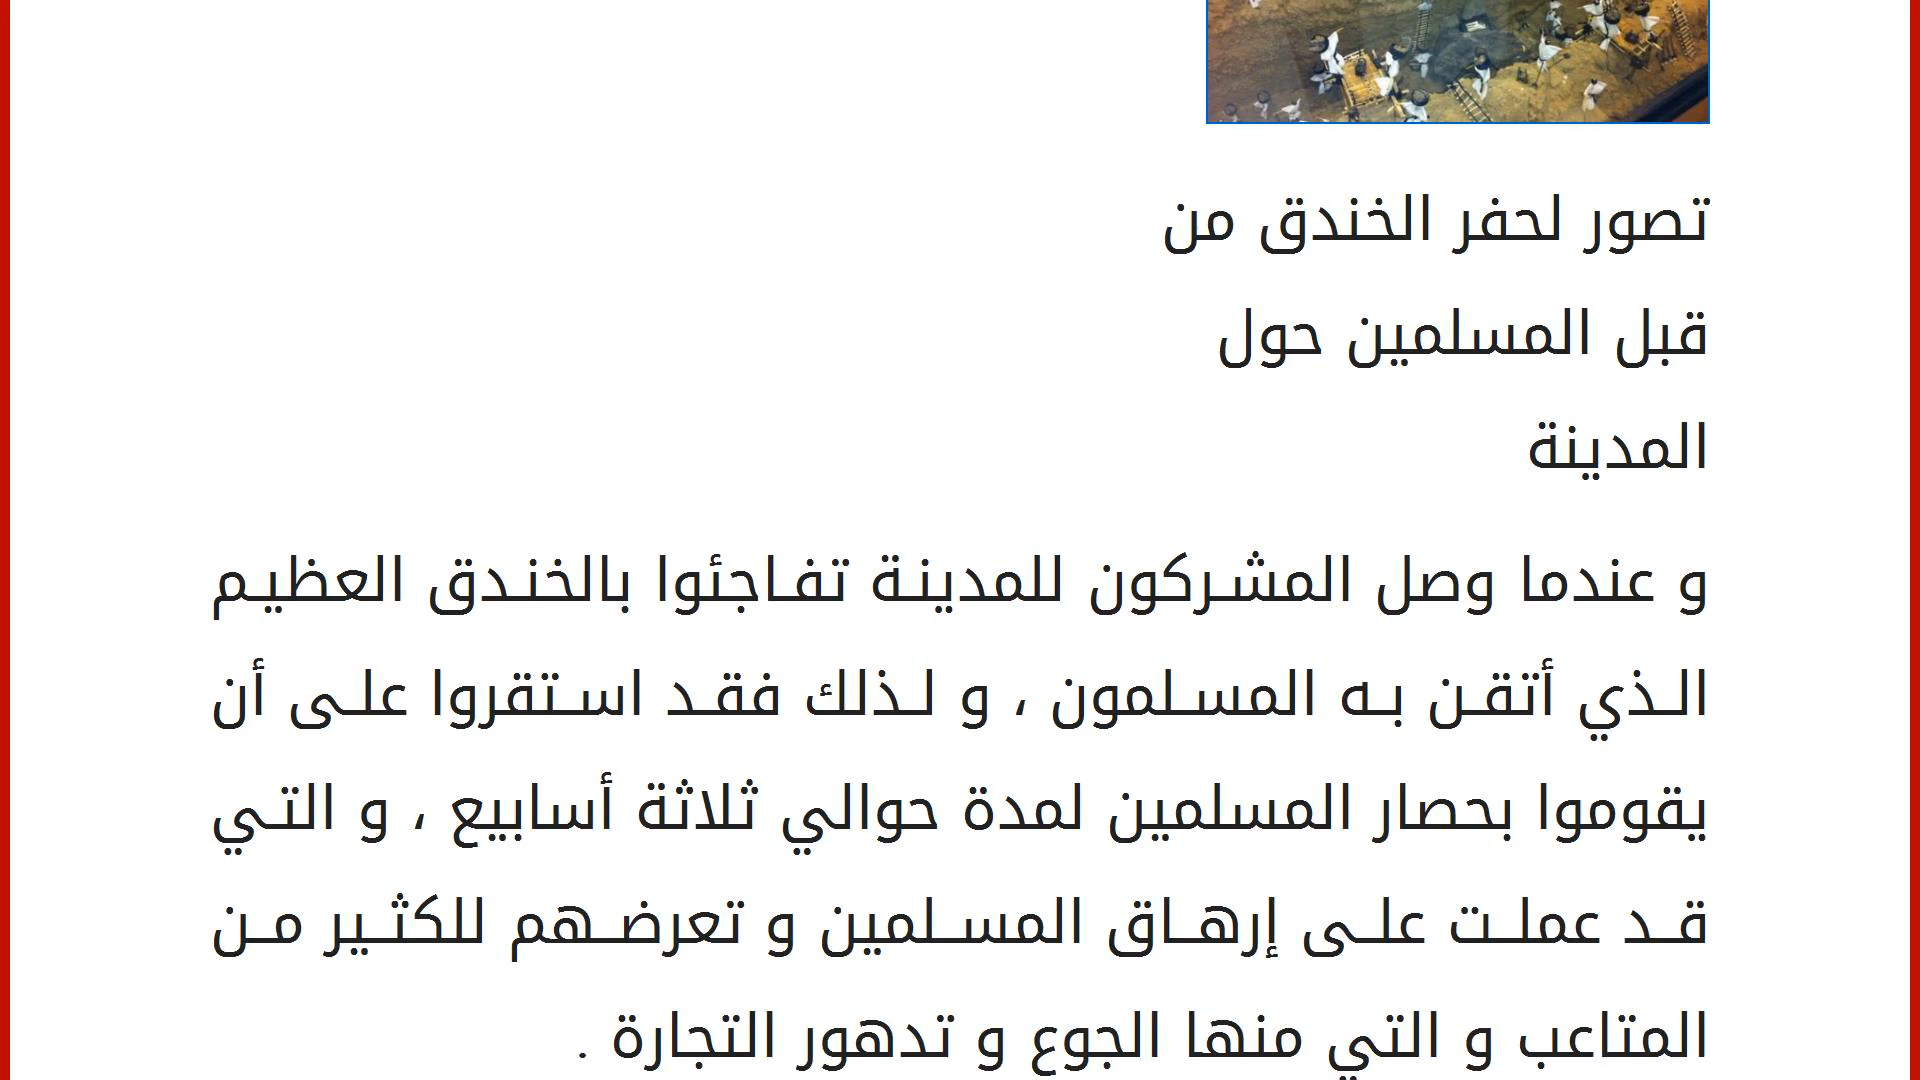 تصور لحفر الخندق من
قبل المسلمين حول
المدينة
و عندما وصل المشركون للمدينة تفاجئوا بالخندق العظيم
الذي أتقن به المسلمون ، و لذلك فقد استقروا على أن
يقوموا بحصار المسلمين لمدة حوالي ثلاثة أسابيع ، و التي
قد عملت على إرهاق المسلمين و تعرضهم للكثير من
المتاعب و التي منها الجوع و تدهور التجارة .